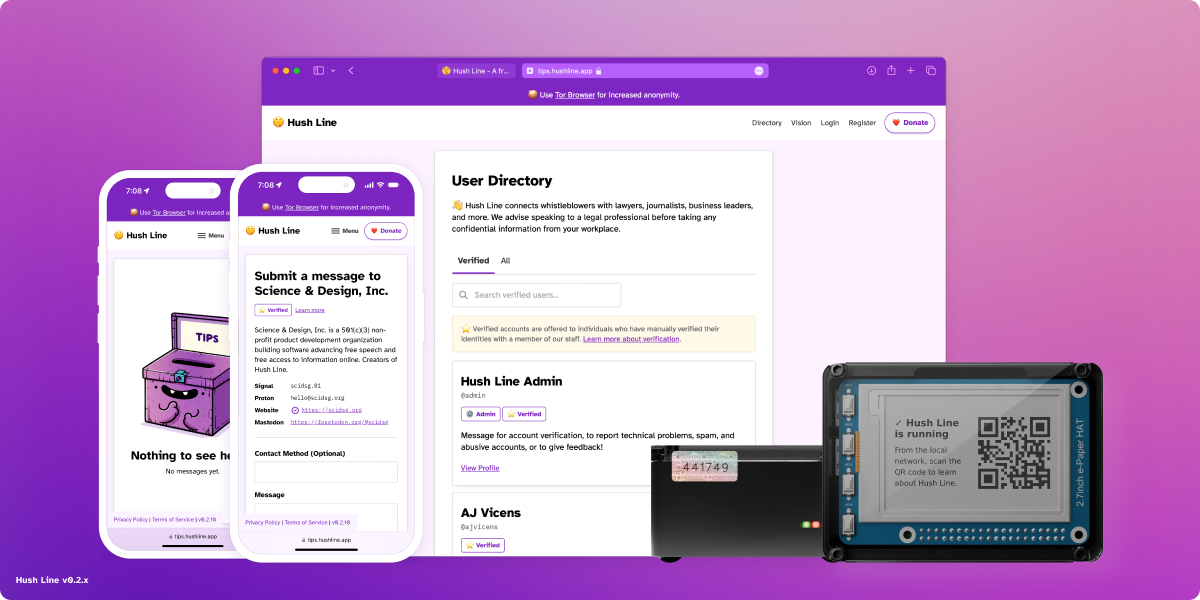 Hush Line – A fr...
tips.hushline.app
Use Tor Browser for increased anonymity.
Hush Line
Directory
Vision
Login
Register
Donate
User Directory
👋 Hush Line connects whistleblowers with lawyers, journalists, business leaders,
and more. We advise speaking to a legal professional before taking any
confidential information from your workplace.
Verified
All
Search verified users...
⭐ Verified accounts are offered to individuals who have manually verified their
identities with a member of our staff. Learn more about verification.
Hush Line Admin
@admin
Admin
⭐ Verified
Message for account verification, to report technical problems, spam, and
abusive accounts, or to give feedback!
View Profile
AJ Vicens
@ajvicens
⭐ Verified
7:08
Use Tor Browser for increased a
Hush Line
Menu
TIPS
Nothing to see he
No messages yet.
Privacy Policy | Terms of Service | v0.2.10
tips.hushline.app
7:08
Use Tor Browser for increased anonymity.
Hush Line
Menu
Donate
Submit a message to
Science & Design, Inc.
⭐ Verified
Learn more
Science & Design, Inc. is a 501(c)(3) non-
profit product development organization
building software advancing free speech and
free access to information online. Creators of
Hush Line.
Signal scidsg.01
Proton hello@scidsg.org
Website https://scidsg.org
Mastodon https://fosstodon.org/@scidsg
Contact Method (Optional)
Message
Privacy Policy | Terms of Service | v0.2.10
tips.hushline.app
441749
✓ Hush Line
is running
From the local
network, scan the
QR code to learn
about Hush Line.
2.7inch e-Paper HAT
Hush Line v0.2.x